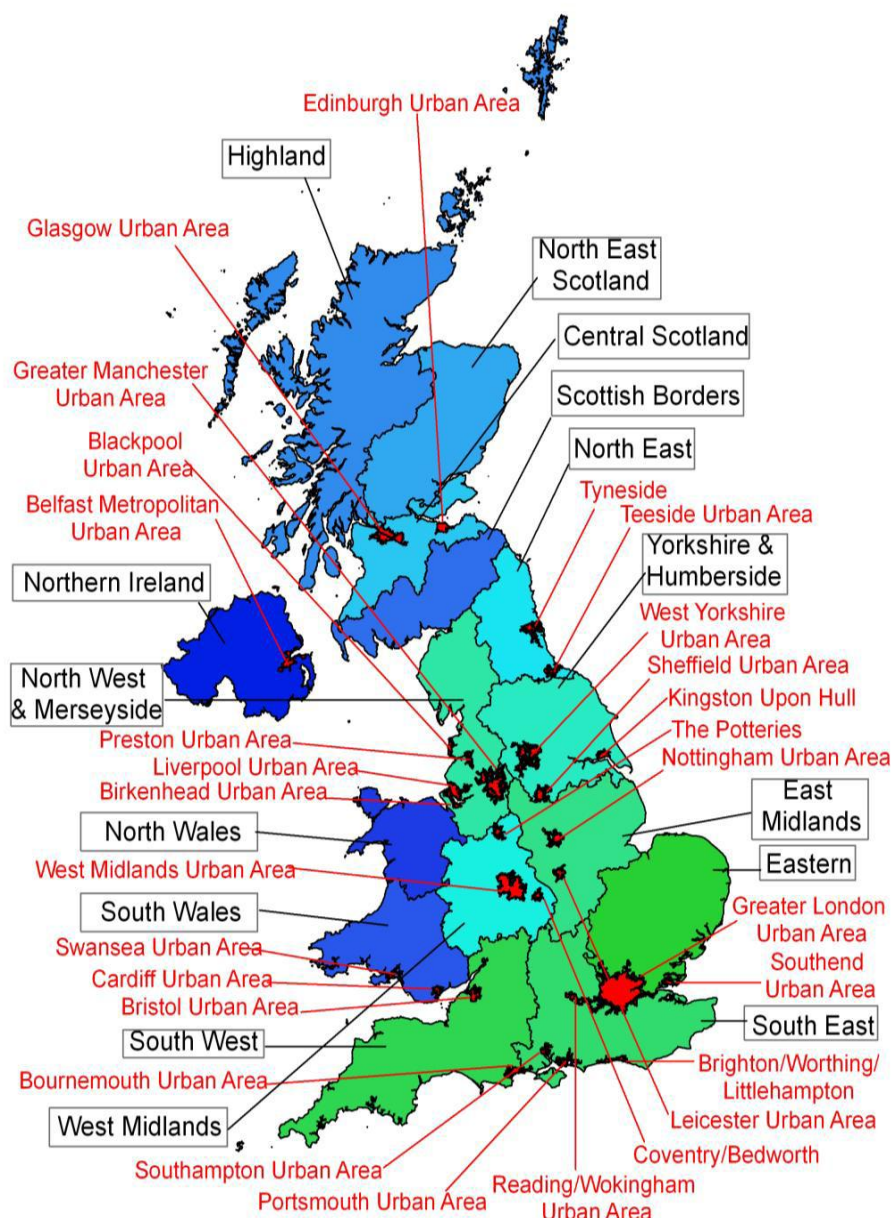 Edinburgh Urban Area
Highland
Glasgow Urban Area
North East
Scotland
Central Scotland
Greater Manchester
Urban Area
Scottish Borders
Blackpool
Urban Area
North East
Belfast Metropolitan
Urban Area
Tyneside
Teeside Urban Area
Northern Ireland
Yorkshire &
Humberside
West Yorkshire
Urban Area
Sheffield Urban Area
North West
& Merseyside
Kingston Upon Hull
The Potteries
Preston Urban Area
Nottingham Urban Area
Liverpool Urban Area
Birkenhead Urban Area
East
Midlands
North Wales
West Midlands Urban Area
Eastern
South Wales
Greater London
Urban Area
Swansea Urban Area
Southend
Urban Area
Cardiff Urban Area
Bristol Urban Area
South East
South West
Bournemouth Urban Area
Brighton/Worthing/
Littlehampton
West Midlands
Leicester Urban Area
Coventry/Bedworth
Southampton Urban Area
Portsmouth Urban Area
Reading/Wokingham
Urban Area